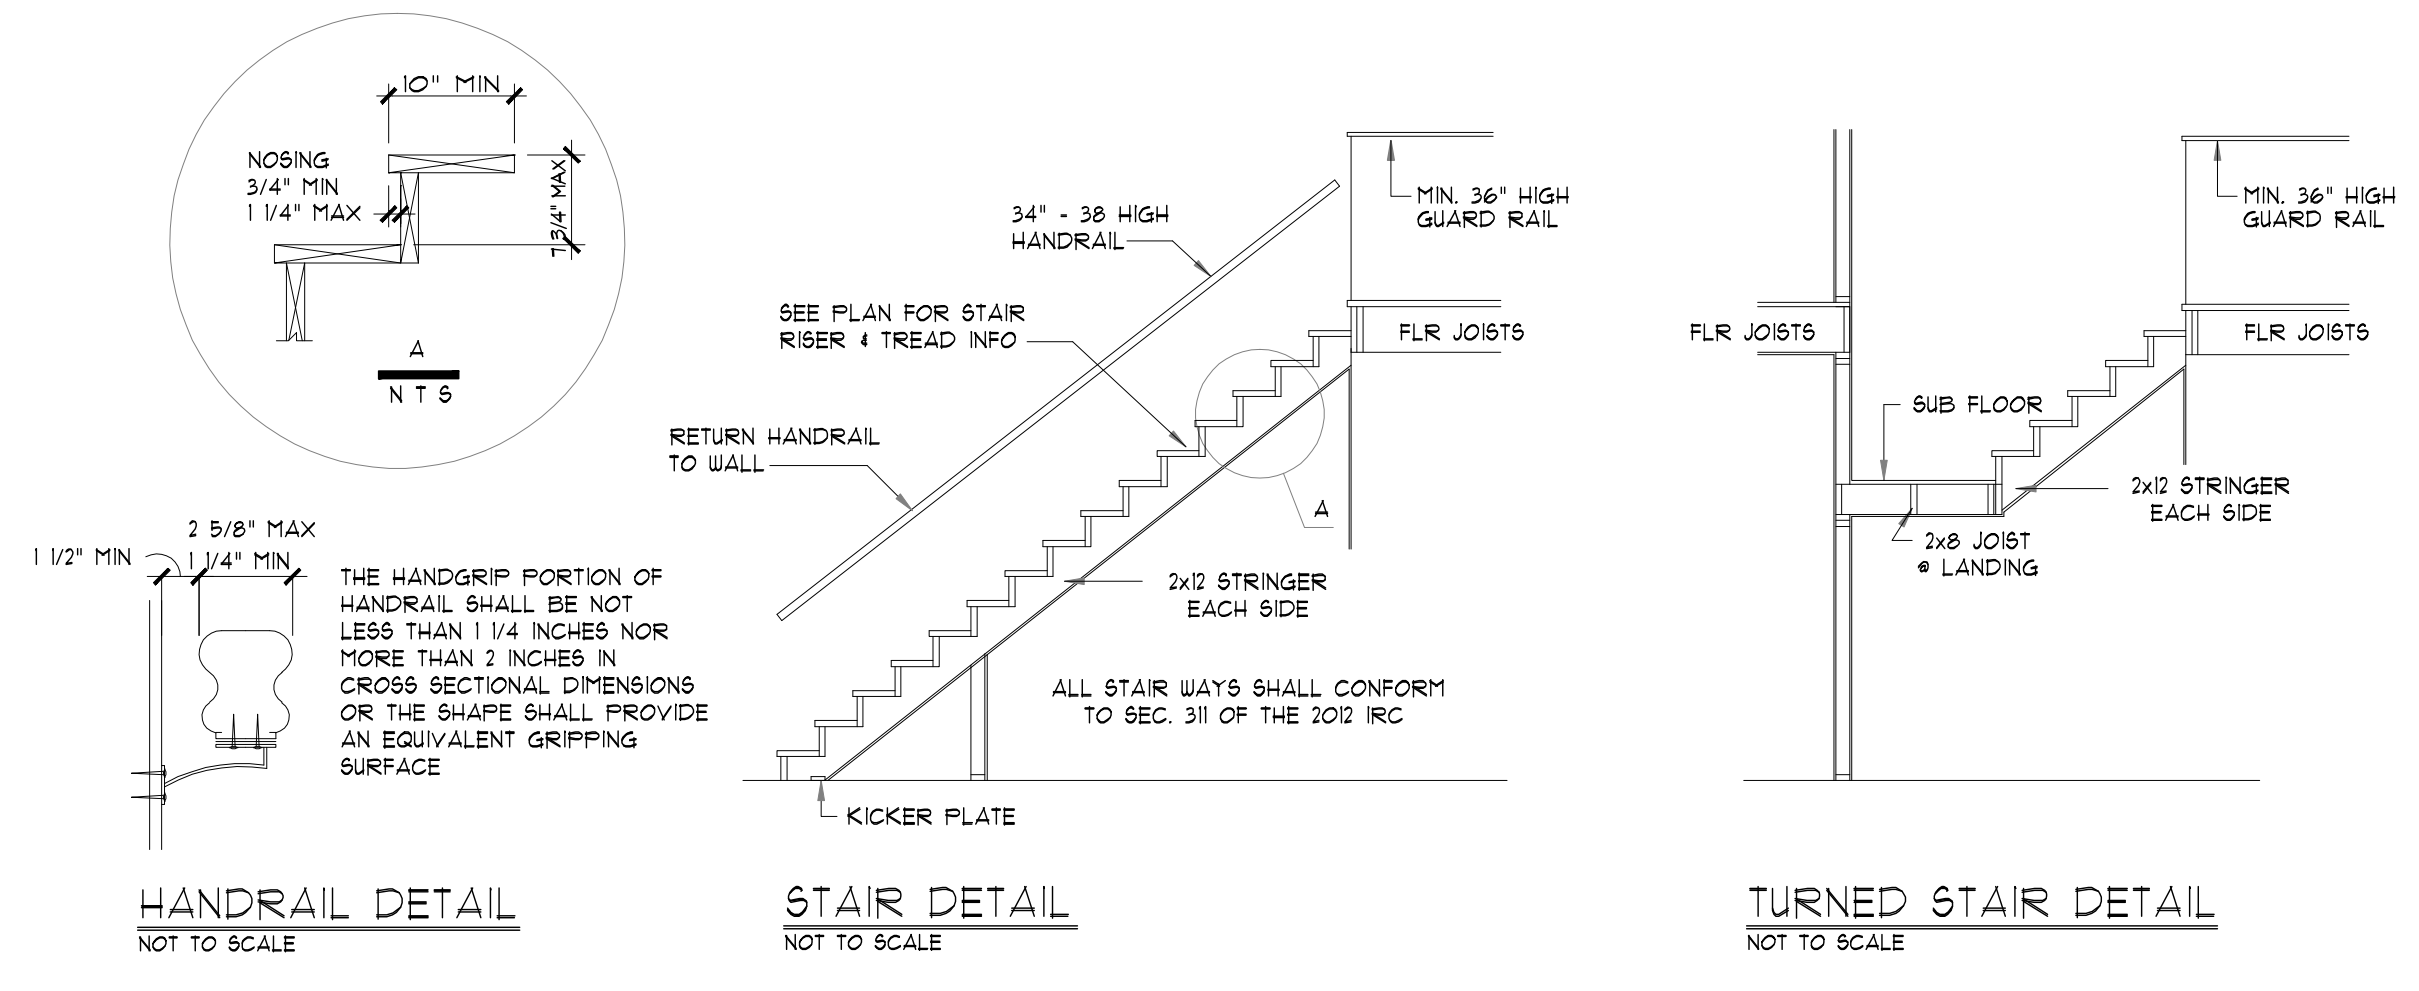 10" MIN
NOSING
3/4" MIN
1 1/4" MAX
7 3/4" MAX
A
N T S
2 5/8" MAX
1 1/4" MIN
1 1/2" MIN
THE HANDGRIP PORTION OF
HANDRAIL SHALL BE NOT
LESS THAN 1 1/4 INCHES NOR
MORE THAN 2 INCHES IN
CROSS SECTIONAL DIMENSIONS
OR THE SHAPE SHALL PROVIDE
AN EQUIVALENT GRIPPING
SURFACE
HANDRAIL DETAIL
NOT TO SCALE
34" - 38 HIGH
HANDRAIL
SEE PLAN FOR STAIR
RISER & TREAD INFO
RETURN HANDRAIL
TO WALL
MIN. 36" HIGH
GUARD RAIL
FLR JOISTS
A
2x12 STRINGER
EACH SIDE
ALL STAIR WAYS SHALL CONFORM
TO SEC. 311 OF THE 2012 IRC
KICKER PLATE
STAIR DETAIL
NOT TO SCALE
MIN. 36" HIGH
GUARD RAIL
FLR JOISTS
FLR JOISTS
SUB FLOOR
2x12 STRINGER
EACH SIDE
2x8 JOIST
@ LANDING
TURNED STAIR DETAIL
NOT TO SCALE